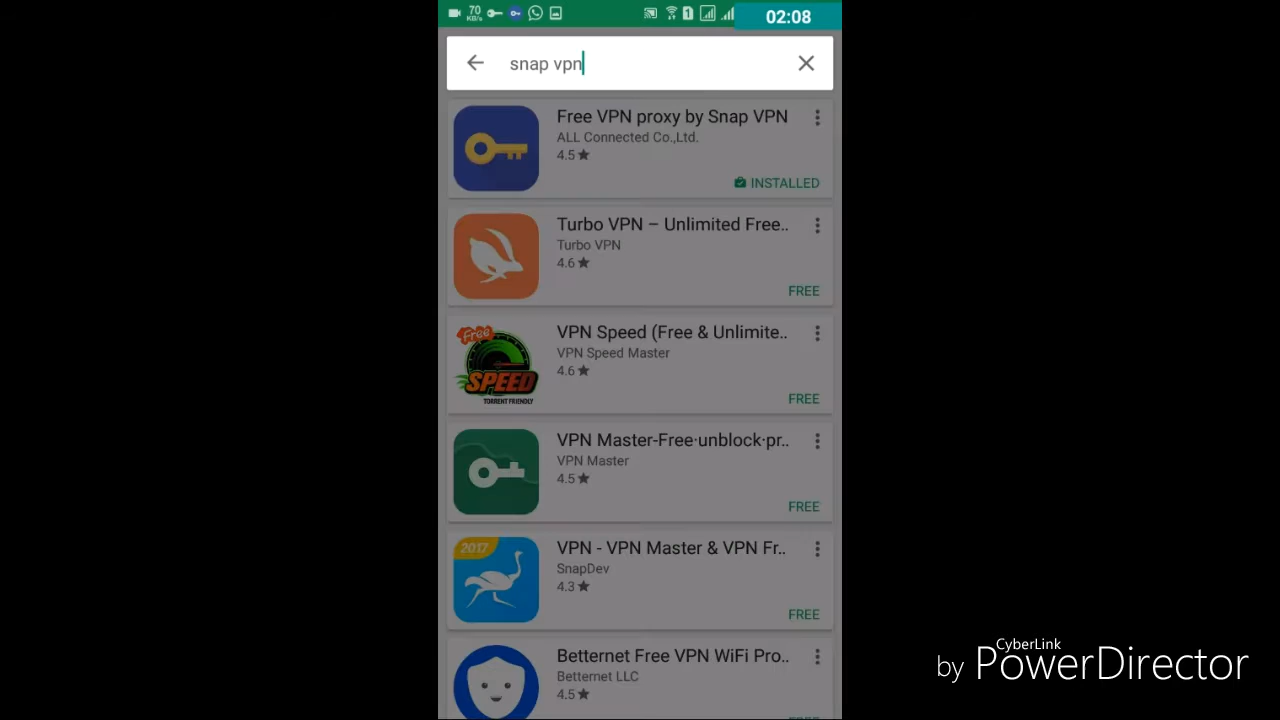 70
KB/s
1
02:08
snap vpn
Free VPN proxy by Snap VPN
ALL Connected Co.,Ltd.
4.5
INSTALLED
Turbo VPN – Unlimited Free..
Turbo VPN
4.6
FREE
Free
SPEED
TORRENT FRIENDLY
VPN Speed (Free & Unlimite..
VPN Speed Master
4.6
FREE
VPN Master-Free·unblock·pr..
VPN Master
4.5
FREE
2017
VPN - VPN Master & VPN Fr..
SnapDev
4.3
FREE
Betternet Free VPN WiFi Pro..
Betternet LLC
4.5
CyberLink
by PowerDirector